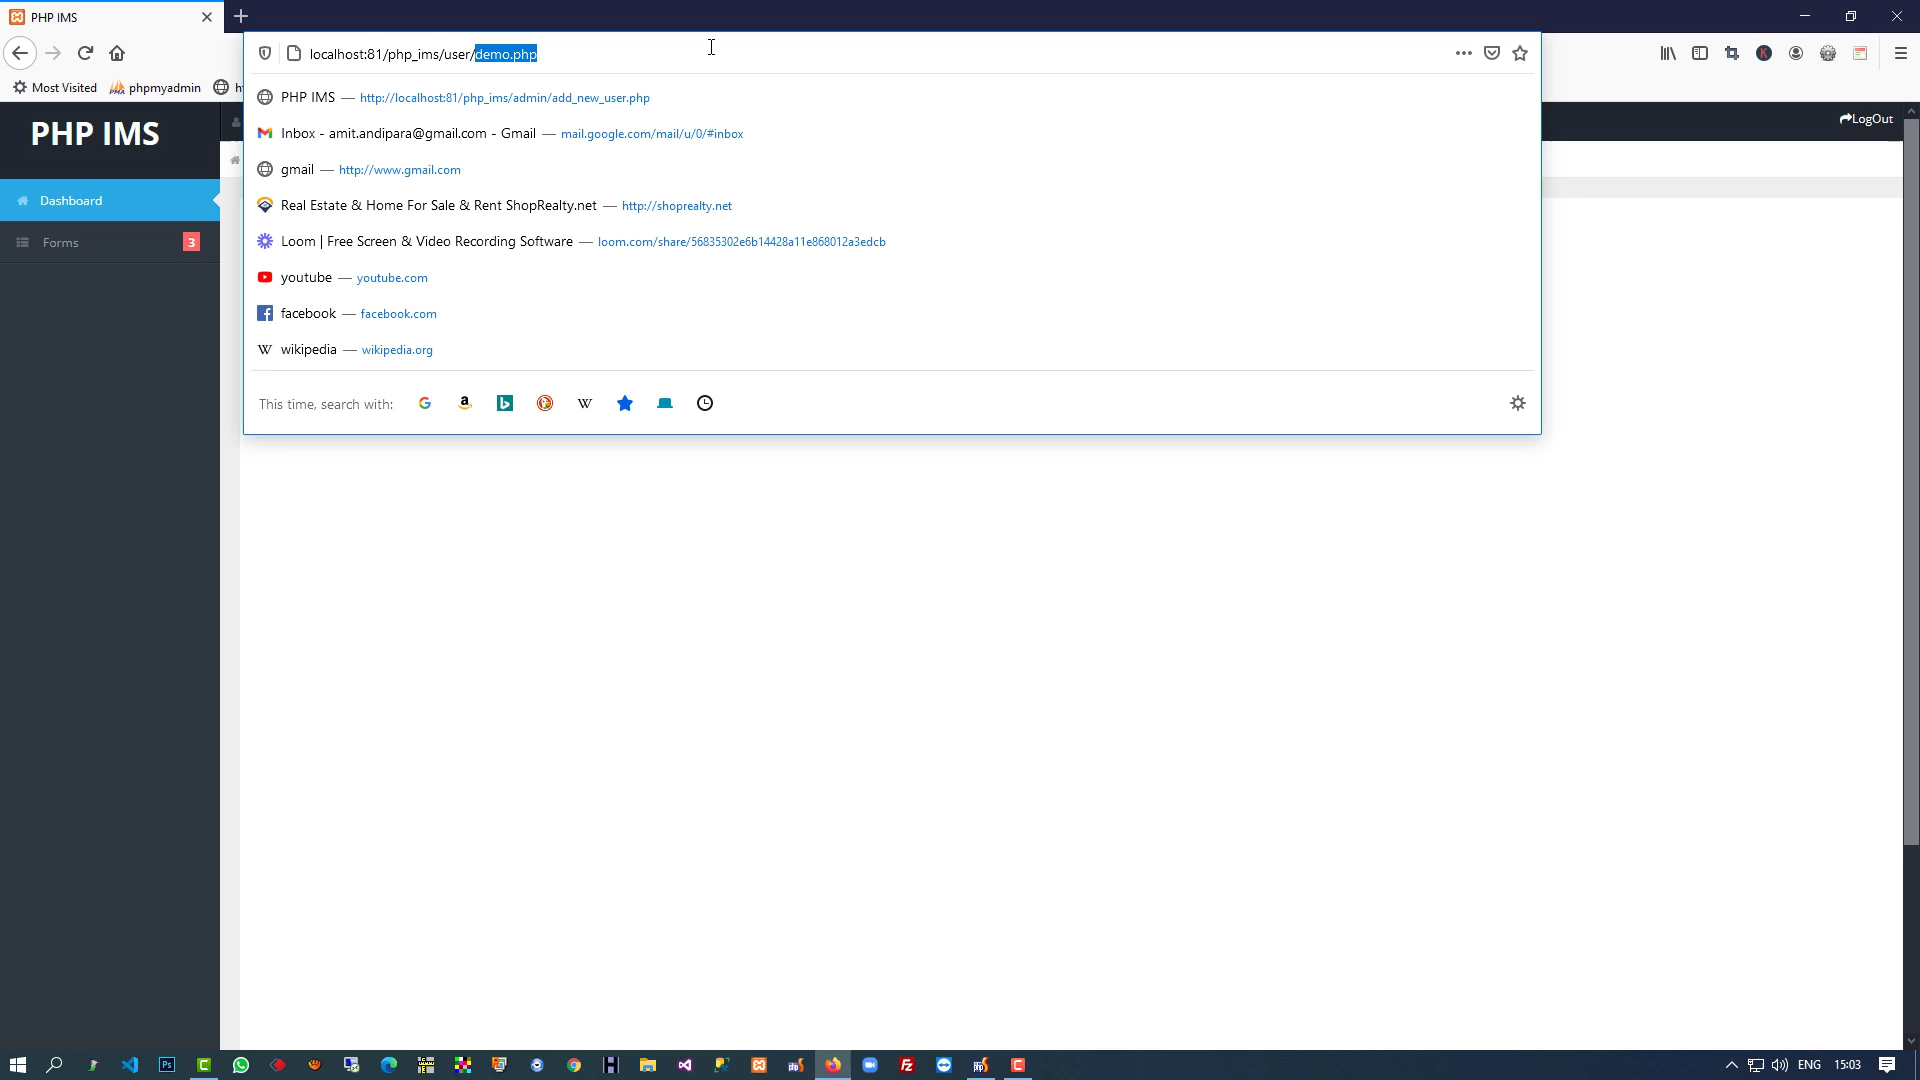 PHP IMS
localhost:81/php_ims/user/demo.php
Most Visited
phpmyadmin
PHP IMS — http://localhost:81/php_ims/admin/add_new_user.php
Inbox - amit.andipara@gmail.com - Gmail — mail.google.com/mail/u/0/#inbox
gmail — http://www.gmail.com
Real Estate & Home For Sale & Rent ShopRealty.net — http://shoprealty.net
Loom | Free Screen & Video Recording Software — loom.com/share/56835302e6b14428a11e868012a3edcb
youtube — youtube.com
facebook — facebook.com
wikipedia — wikipedia.org
This time, search with:
PHP IMS
LogOut
Dashboard
Forms 3
ENG 15:03